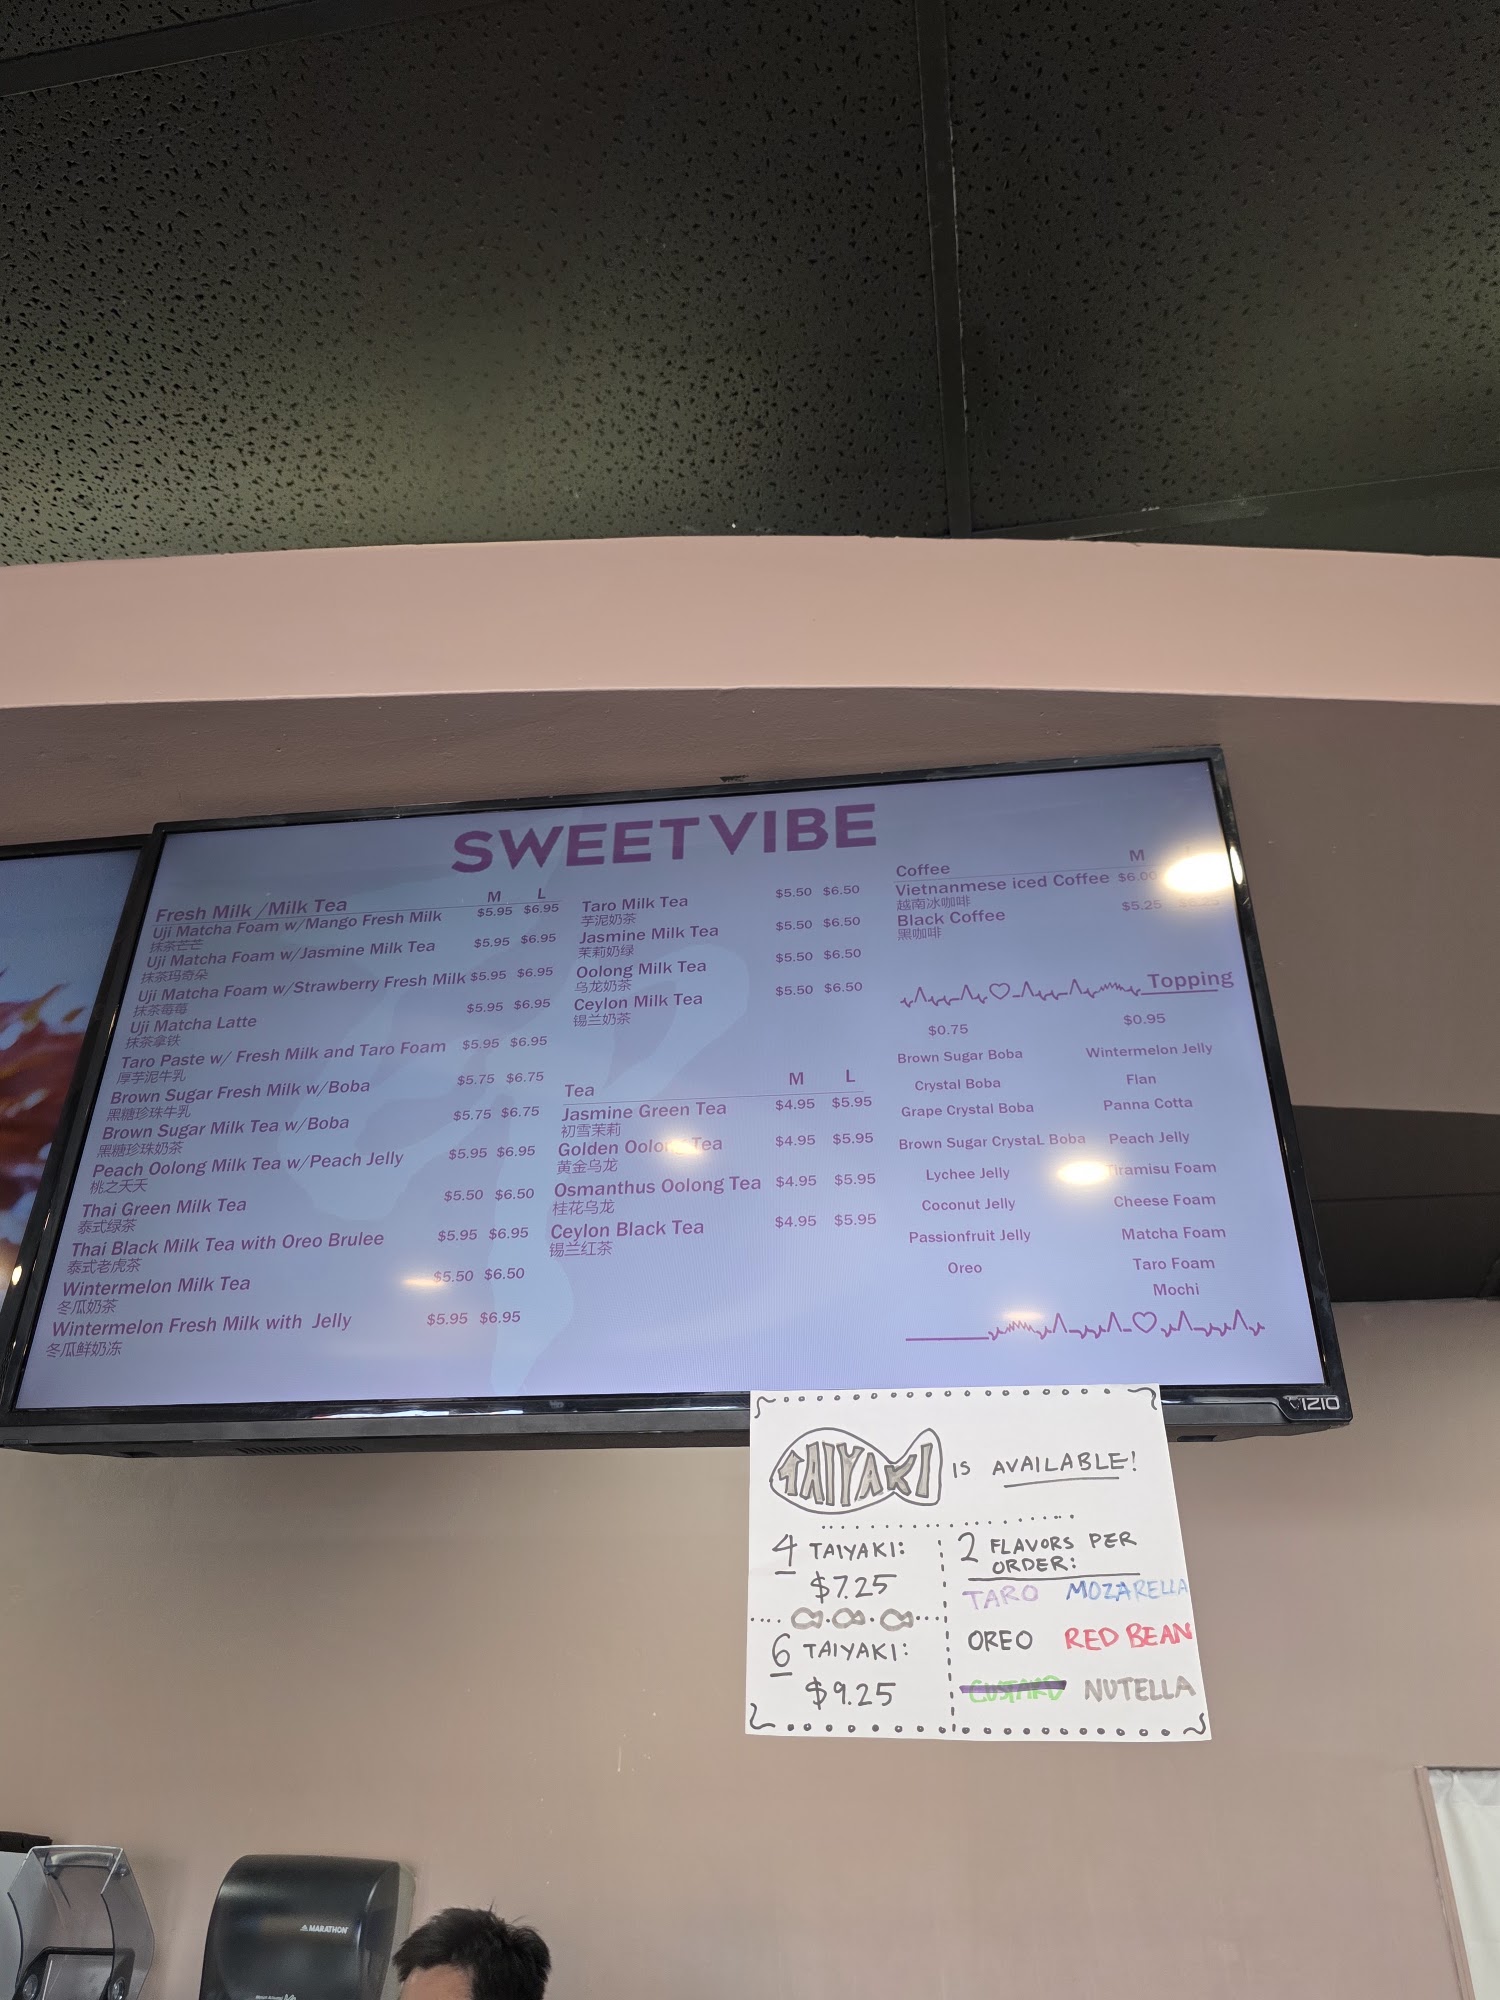 SWEET VIBE
Fresh Milk /Milk Tea M L
Uji Matcha Foam w/Mango Fresh Milk $5.95 $6.95
抹茶芒芒
Uji Matcha Foam w/Jasmine Milk Tea $5.95 $6.95
抹茶玛奇朵
Uji Matcha Foam w/Strawberry Fresh Milk $5.95 $6.95
抹茶莓莓
Uji Matcha Latte $5.95 $6.95
抹茶拿铁
Taro Paste w/ Fresh Milk and Taro Foam $5.95 $6.95
厚芋泥牛乳
Brown Sugar Fresh Milk w/Boba $5.75 $6.75
黑糖珍珠牛乳
Brown Sugar Milk Tea w/Boba $5.75 $6.75
黑糖珍珠奶茶
Peach Oolong Milk Tea w/Peach Jelly $5.95 $6.95
桃之夭夭
Thai Green Milk Tea $5.50 $6.50
泰式绿茶
Thai Black Milk Tea with Oreo Brulee $5.95 $6.95
泰式老虎茶
Wintermelon Milk Tea $5.50 $6.50
冬瓜奶茶
Wintermelon Fresh Milk with Jelly $5.95 $6.95
冬瓜鲜奶冻
Taro Milk Tea $5.50 $6.50
芋泥奶茶
Jasmine Milk Tea $5.50 $6.50
茉莉奶绿
Oolong Milk Tea $5.50 $6.50
乌龙奶茶
Ceylon Milk Tea $5.50 $6.50
锡兰奶茶
Tea M L
Jasmine Green Tea $4.95 $5.95
初雪茉莉
Golden Oolong Tea $4.95 $5.95
黄金乌龙
Osmanthus Oolong Tea $4.95 $5.95
桂花乌龙
Ceylon Black Tea $4.95 $5.95
锡兰红茶
Coffee M
Vietnanmese iced Coffee $6.00
越南冰咖啡
Black Coffee $5.25
黑咖啡
Topping
$0.75 $0.95
Brown Sugar Boba Wintermelon Jelly
Crystal Boba Flan
Grape Crystal Boba Panna Cotta
Brown Sugar CrystaL Boba Peach Jelly
Lychee Jelly Tiramisu Foam
Coconut Jelly Cheese Foam
Passionfruit Jelly Matcha Foam
Oreo Taro Foam
Mochi
VIZIO
TAIYAKI IS AVAILABLE!
4 TAIYAKI:
$7.25
6 TAIYAKI:
$9.25
2 FLAVORS PER
ORDER:
TARO MOZARELLA
OREO RED BEAN
CUSTARD NUTELLA
MARATHON